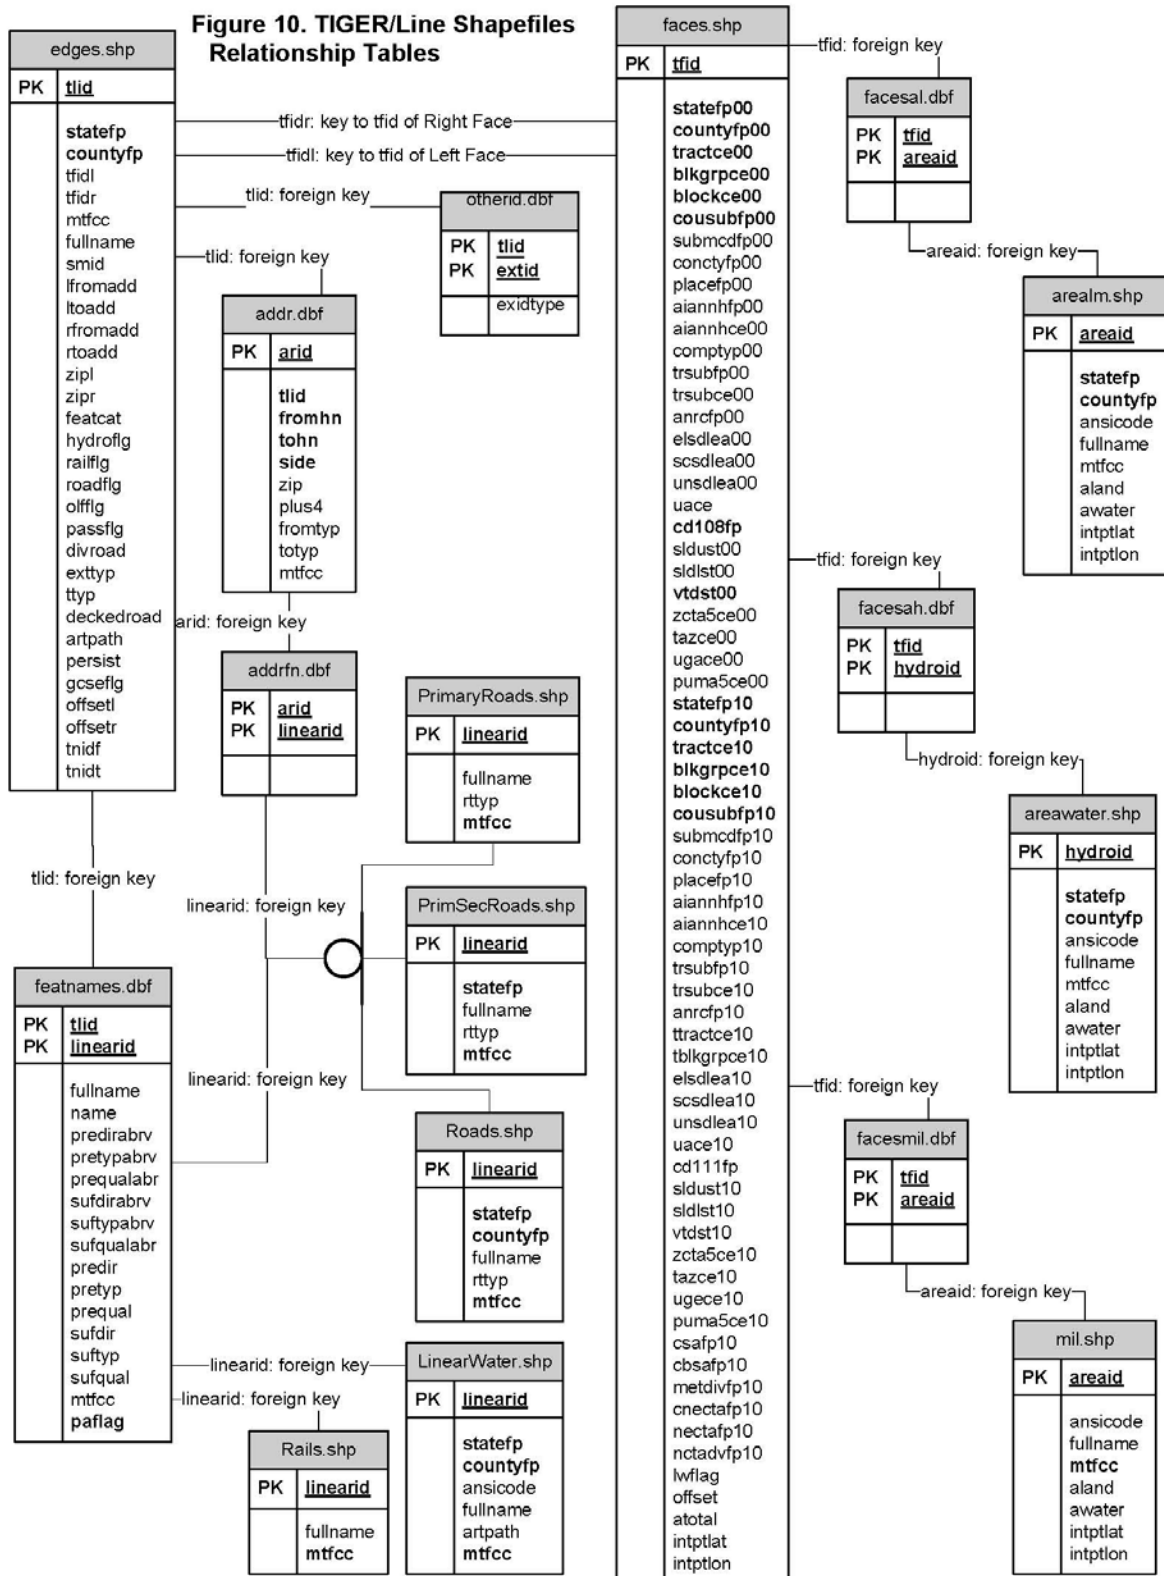 Figure 10. TIGER/Line Shapefiles
Relationship Tables
edges.shp
PK tlid
statefp
countyfp
tfidl
tfidr
mtfcc
fullname
smid
lfromadd
ltoadd
rfromadd
rtoadd
zipl
zipr
featcat
hydroflg
railflg
roadflg
olfflg
passflg
divroad
exttyp
ttyp
deckedroad
artpath
persist
gcseflg
offsetl
offsetr
tnidf
tnidt
tfidr: key to tfid of Right Face
tfidl: key to tfid of Left Face
tlid: foreign key
otherid.dbf
PK tlid
PK extid
exidtype
tlid: foreign key
addr.dbf
PK arid
tlid
fromhn
tohn
side
zip
plus4
fromtyp
totyp
mtfcc
arid: foreign key
addrfn.dbf
PK arid
PK linearid
PrimaryRoads.shp
PK linearid
fullname
rttyp
mtfcc
tlid: foreign key
linearid: foreign key
PrimSecRoads.shp
PK linearid
statefp
fullname
rttyp
mtfcc
featnames.dbf
PK tlid
PK linearid
fullname
name
predirabrv
pretypabrv
prequalabr
sufdirabrv
suftypabrv
sufqualabr
predir
pretyp
prequal
sufdir
suftyp
sufqual
mtfcc
paflag
linearid: foreign key
Roads.shp
PK linearid
statefp
countyfp
fullname
rttyp
mtfcc
linearid: foreign key
linearid: foreign key
LinearWater.shp
PK linearid
statefp
countyfp
ansicode
fullname
artpath
mtfcc
Rails.shp
PK linearid
fullname
mtfcc
faces.shp
PK tfid
statefp00
countyfp00
tractce00
blkgrpce00
blockce00
cousubfp00
submcdfp00
conctyfp00
placefp00
aiannhfp00
aiannhce00
comptyp00
trsubfp00
trsubce00
anrcfp00
elsdlea00
scsdlea00
unsdlea00
uace
cd108fp
sldust00
sldlst00
vtdst00
zcta5ce00
tazce00
ugace00
puma5ce00
statefp10
countyfp10
tractce10
blkgrpce10
blockce10
cousubfp10
submcdfp10
conctyfp10
placefp10
aiannhfp10
aiannhce10
comptyp10
trsubfp10
trsubce10
anrcfp10
ttractce10
tblkgrpce10
elsdlea10
scsdlea10
unsdlea10
uace10
cd111fp
sldust10
sldlst10
vtdst10
zcta5ce10
tazce10
ugece10
puma5ce10
csafp10
cbsafp10
metdivfp10
cnectafp10
nectafp10
nctadvfp10
lwflag
offset
atotal
intptlat
intptlon
tfid: foreign key
facesal.dbf
PK tfid
PK areaid
areaid: foreign key
arealm.shp
PK areaid
statefp
countyfp
ansicode
fullname
mtfcc
aland
awater
intptlat
intptlon
tfid: foreign key
facesah.dbf
PK tfid
PK hydroid
hydroid: foreign key
areawater.shp
PK hydroid
statefp
countyfp
ansicode
fullname
mtfcc
aland
awater
intptlat
intptlon
tfid: foreign key
facesmil.dbf
PK tfid
PK areaid
areaid: foreign key
mil.shp
PK areaid
ansicode
fullname
mtfcc
aland
awater
intptlat
intptlon